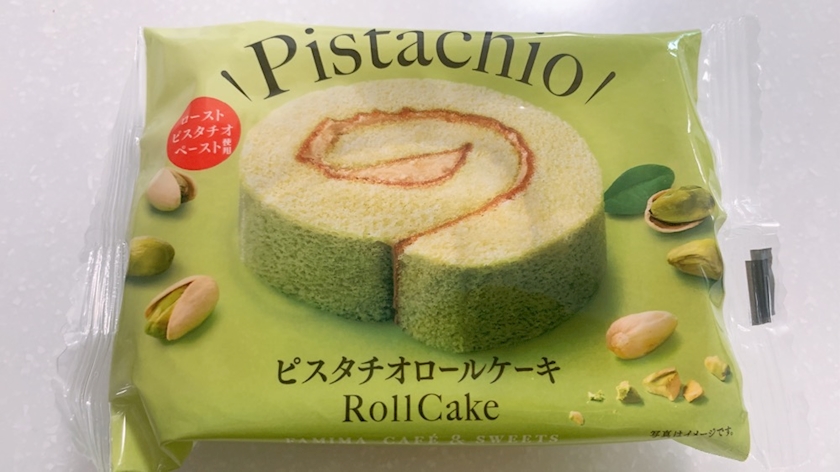 Pistachio
ロースト
ピスタチオ
ペースト使用
ピスタチオロールケーキ
RollCake
FAMIMA CAFÉ & SWEETS
写真はイメージです。